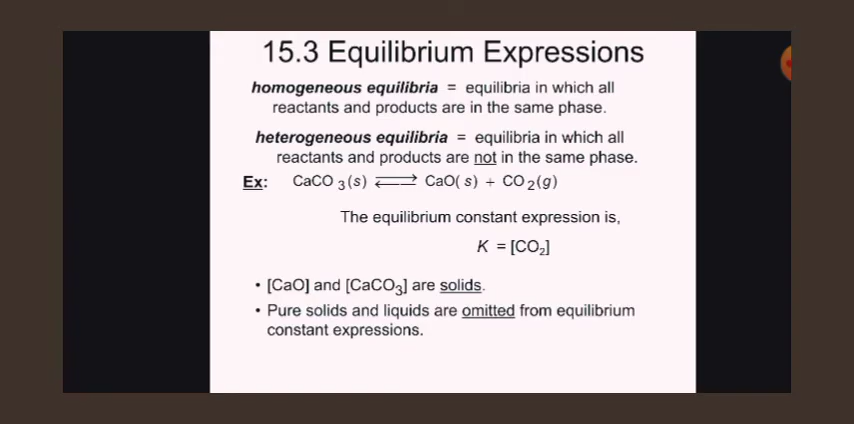 15.3 Equilibrium Expressions
homogeneous equilibria = equilibria in which all
reactants and products are in the same phase.
heterogeneous equilibria = equilibria in which all
reactants and products are not in the same phase.
Ex: CaCO3(s) ⇌ CaO(s) + CO2(g)
The equilibrium constant expression is,
K = [CO₂]
• [CaO] and [CaCO₃] are solids.
• Pure solids and liquids are omitted from equilibrium
constant expressions.